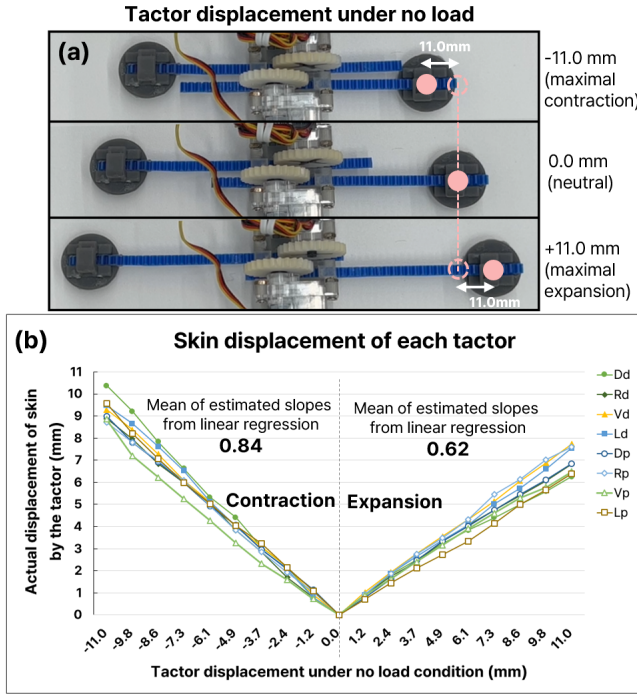 Tactor displacement under no load
(a)
11.0mm
-11.0 mm
(maximal
contraction)
0.0 mm
(neutral)
+11.0 mm
(maximal
expansion)
11.0mm
(b)
Skin displacement of each tactor
Actual displacement of skin
by the tactor (mm)
11
10
9
8
7
6
5
4
3
2
1
0
Mean of estimated slopes
from linear regression
0.84
Mean of estimated slopes
from linear regression
0.62
Contraction
Expansion
Dd
Rd
Vd
Ld
Dp
Rp
Vp
Lp
-11.0 -9.8 -8.6 -7.3 -6.1 -4.9 -3.7 -2.4 -1.2 0.0 1.2 2.4 3.7 4.9 6.1 7.3 8.6 9.8 11.0
Tactor displacement under no load condition (mm)